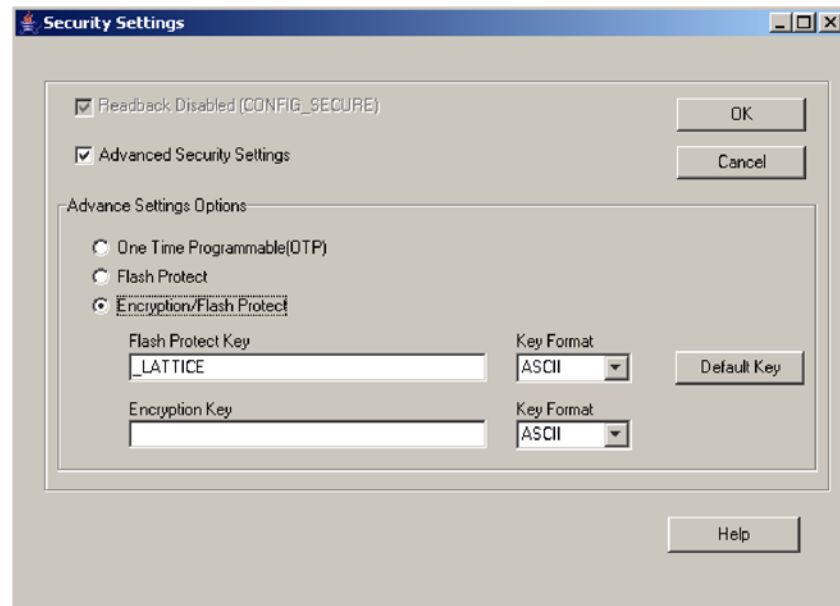 Security Settings
Readback Disabled (CONFIG_SECURE)
OK
Advanced Security Settings
Cancel
Advance Settings Options
One Time Programmable(OTP)
Flash Protect
Encryption/Flash Protect
Flash Protect Key
Key Format
_LATTICE
ASCII
Default Key
Encryption Key
Key Format
ASCII
Help